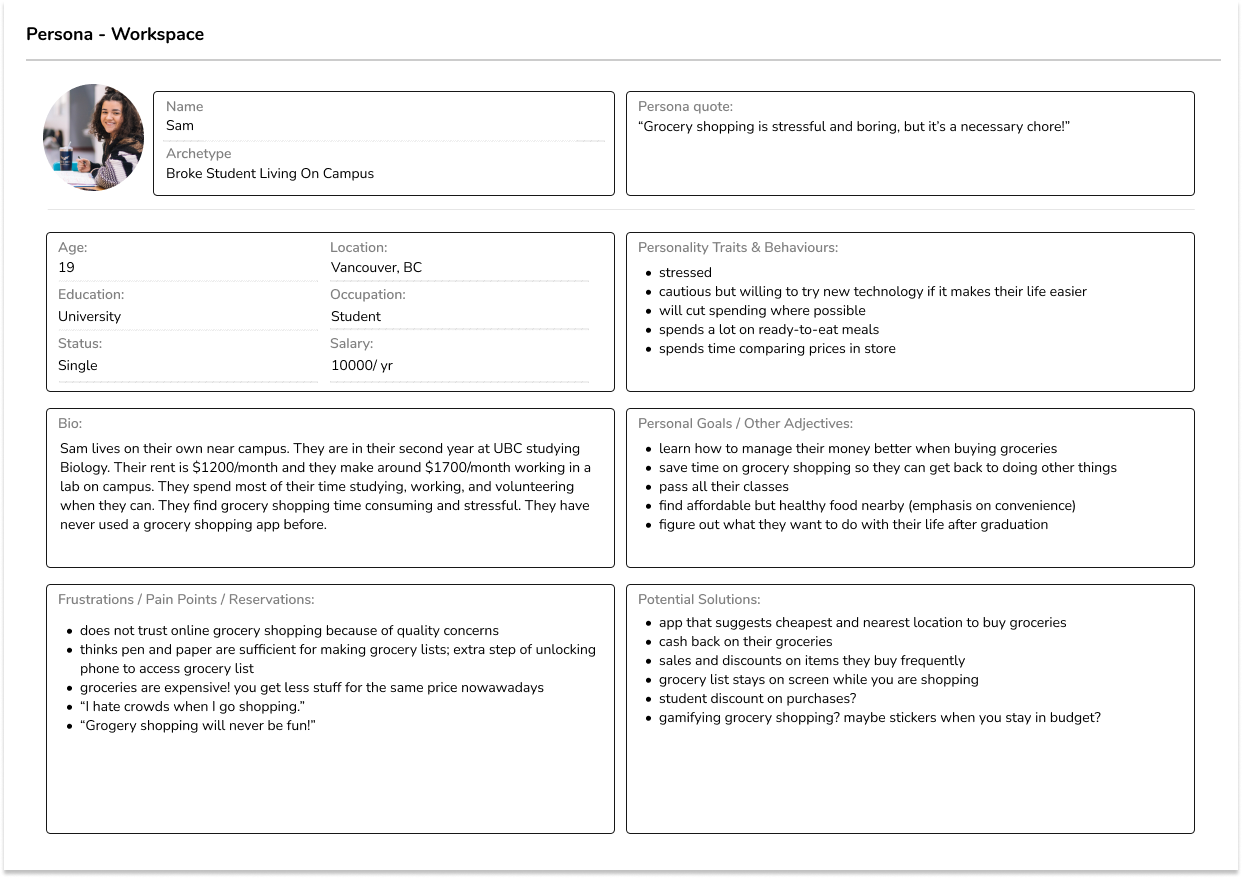 Persona - Workspace
Name
Sam
Archetype
Broke Student Living On Campus
Persona quote:
“Grocery shopping is stressful and boring, but it’s a necessary chore!”
Age:
19
Location:
Vancouver, BC
Education:
University
Occupation:
Student
Status:
Single
Salary:
10000/ yr
Personality Traits & Behaviours:
• stressed
• cautious but willing to try new technology if it makes their life easier
• will cut spending where possible
• spends a lot on ready-to-eat meals
• spends time comparing prices in store
Bio:
Sam lives on their own near campus. They are in their second year at UBC studying
Biology. Their rent is $1200/month and they make around $1700/month working in a
lab on campus. They spend most of their time studying, working, and volunteering
when they can. They find grocery shopping time consuming and stressful. They have
never used a grocery shopping app before.
Personal Goals / Other Adjectives:
• learn how to manage their money better when buying groceries
• save time on grocery shopping so they can get back to doing other things
• pass all their classes
• find affordable but healthy food nearby (emphasis on convenience)
• figure out what they want to do with their life after graduation
Frustrations / Pain Points / Reservations:
• does not trust online grocery shopping because of quality concerns
• thinks pen and paper are sufficient for making grocery lists; extra step of unlocking
phone to access grocery list
• groceries are expensive! you get less stuff for the same price nowawadays
• “I hate crowds when I go shopping.”
• “Grogery shopping will never be fun!”
Potential Solutions:
• app that suggests cheapest and nearest location to buy groceries
• cash back on their groceries
• sales and discounts on items they buy frequently
• grocery list stays on screen while you are shopping
• student discount on purchases?
• gamifying grocery shopping? maybe stickers when you stay in budget?